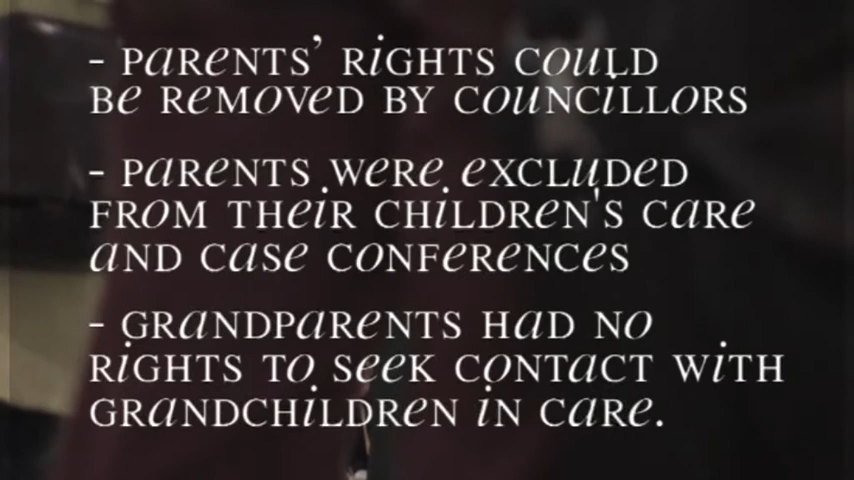 - PaReNTS’ RiGHTS COuLD
Be ReMOVeD BY COuNCiLLORS
- PaReNTS WeRe eXCLuDeD
FROM THeiR CHiLDReN'S CaRe
aND CaSe CONFeReNCeS
- GRaNDPaReNTS HaD NO
RiGHTS TO SeeK CONTaCT WiTH
GRaNDCHiLDReN iN CaRe.